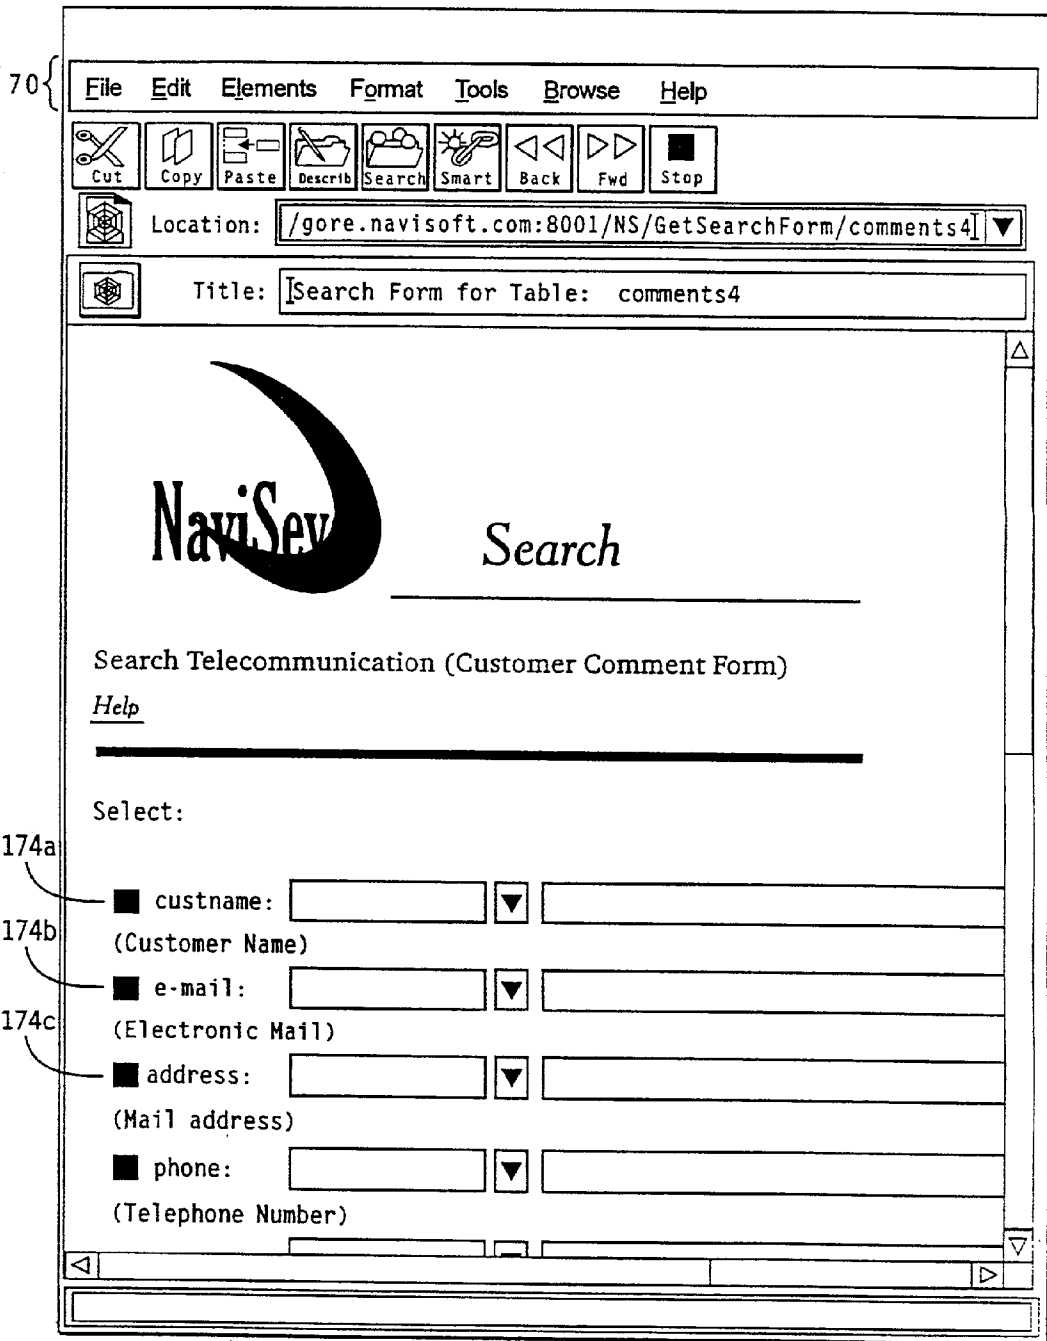 70{
File Edit Elements Format Tools Browse Help
Cut Copy Paste Describ Search Smart Back Fwd Stop
Location: /gore.navisoft.com:8001/NS/GetSearchForm/comments4
Title: Search Form for Table: comments4
NaviSev
Search
Search Telecommunication (Customer Comment Form)
Help
Select:
174a
custname:
(Customer Name)
174b
e-mail:
(Electronic Mail)
174c
address:
(Mail address)
phone:
(Telephone Number)